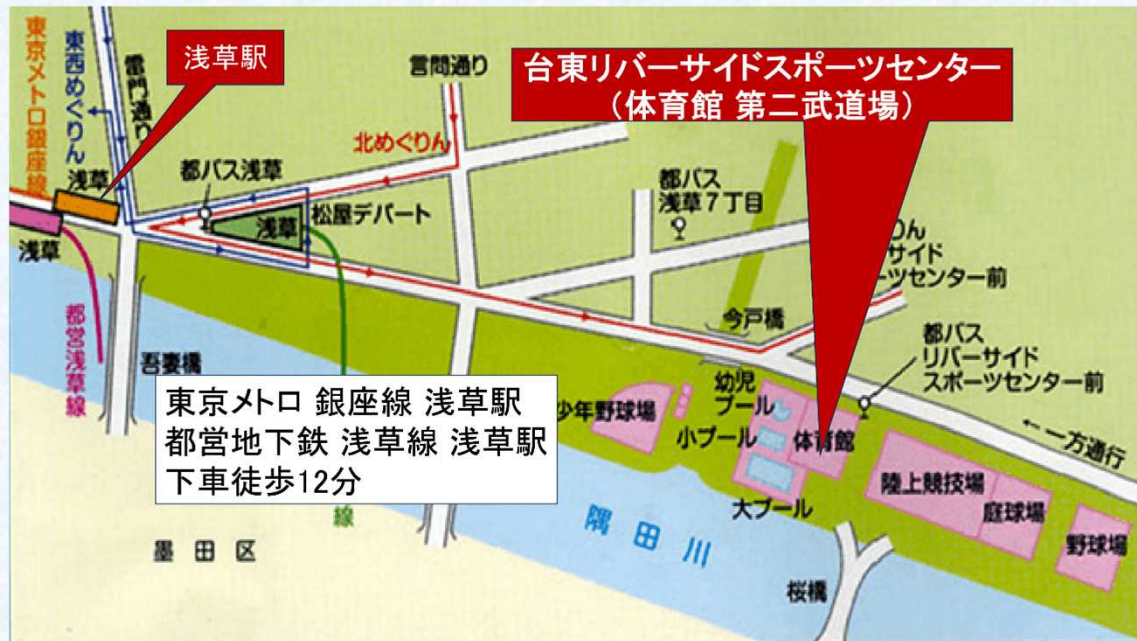 東京メトロ銀座線
東西めぐりん
雷門通り
浅草駅
言問通り
台東リバーサイドスポーツセンター
（体育館 第二武道場）
北めぐりん
浅草
都バス浅草
松屋デパート
浅草
都バス
浅草７丁目
りん
サイド
ーツセンター前
浅草
都営浅草線
吾妻橋
今戸橋
都バス
リバーサイド
スポーツセンター前
東京メトロ 銀座線 浅草駅
都営地下鉄 浅草線 浅草駅
下車徒歩12分
線
少年野球場
幼児
プール
小プール
体育館
大プール
←一方通行
陸上競技場
庭球場
野球場
隅田川
墨田区
桜橋